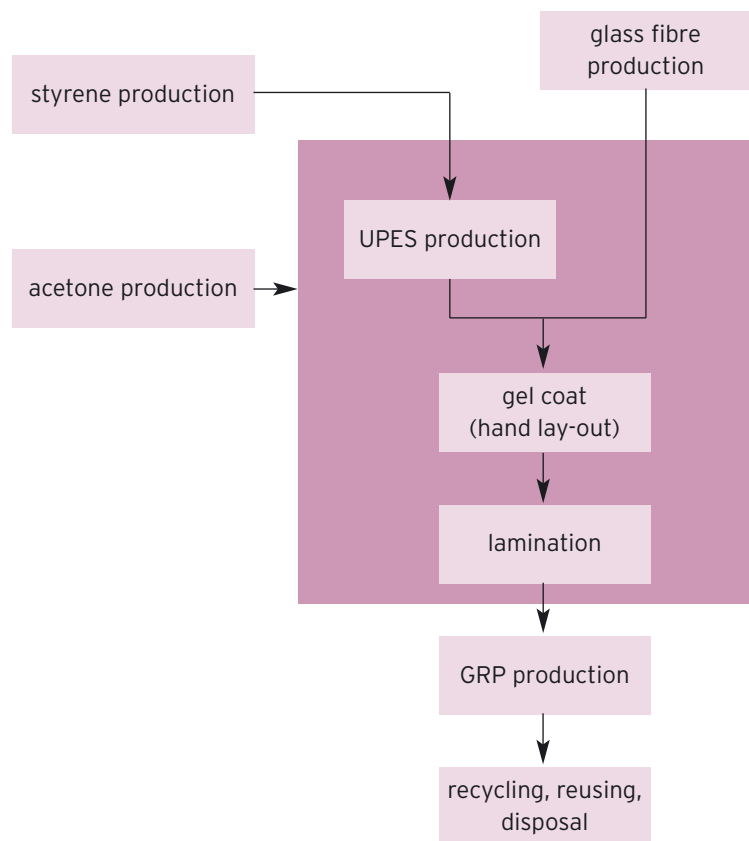 glass fibre
production
styrene production
UPES production
acetone production
gel coat
(hand lay-out)
lamination
GRP production
recycling, reusing,
disposal